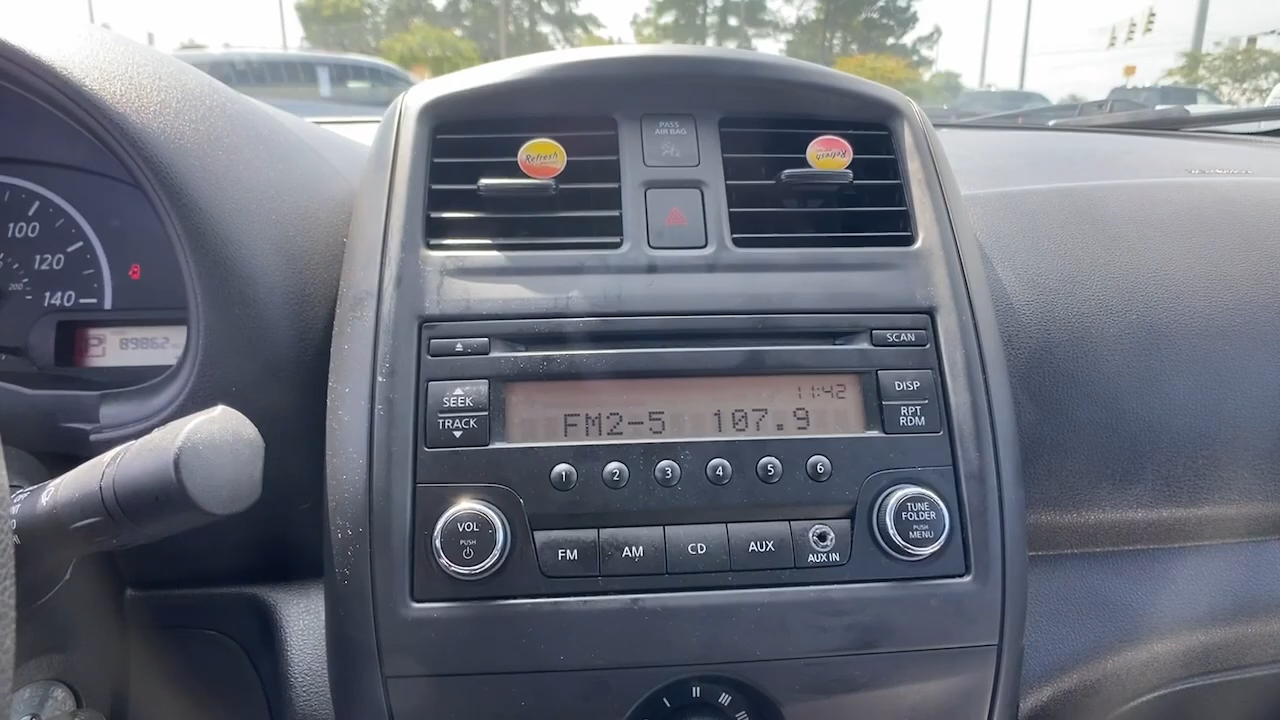 100
120
140
200
P 89862
PASS
AIR BAG
Refresh
Refresh
SCAN
SEEK
TRACK
11:42
FM2-5 107.9
DISP
RPT
RDM
1 2 3 4 5 6
VOL
PUSH
FM AM CD AUX AUX IN
TUNE
FOLDER
PUSH
MENU